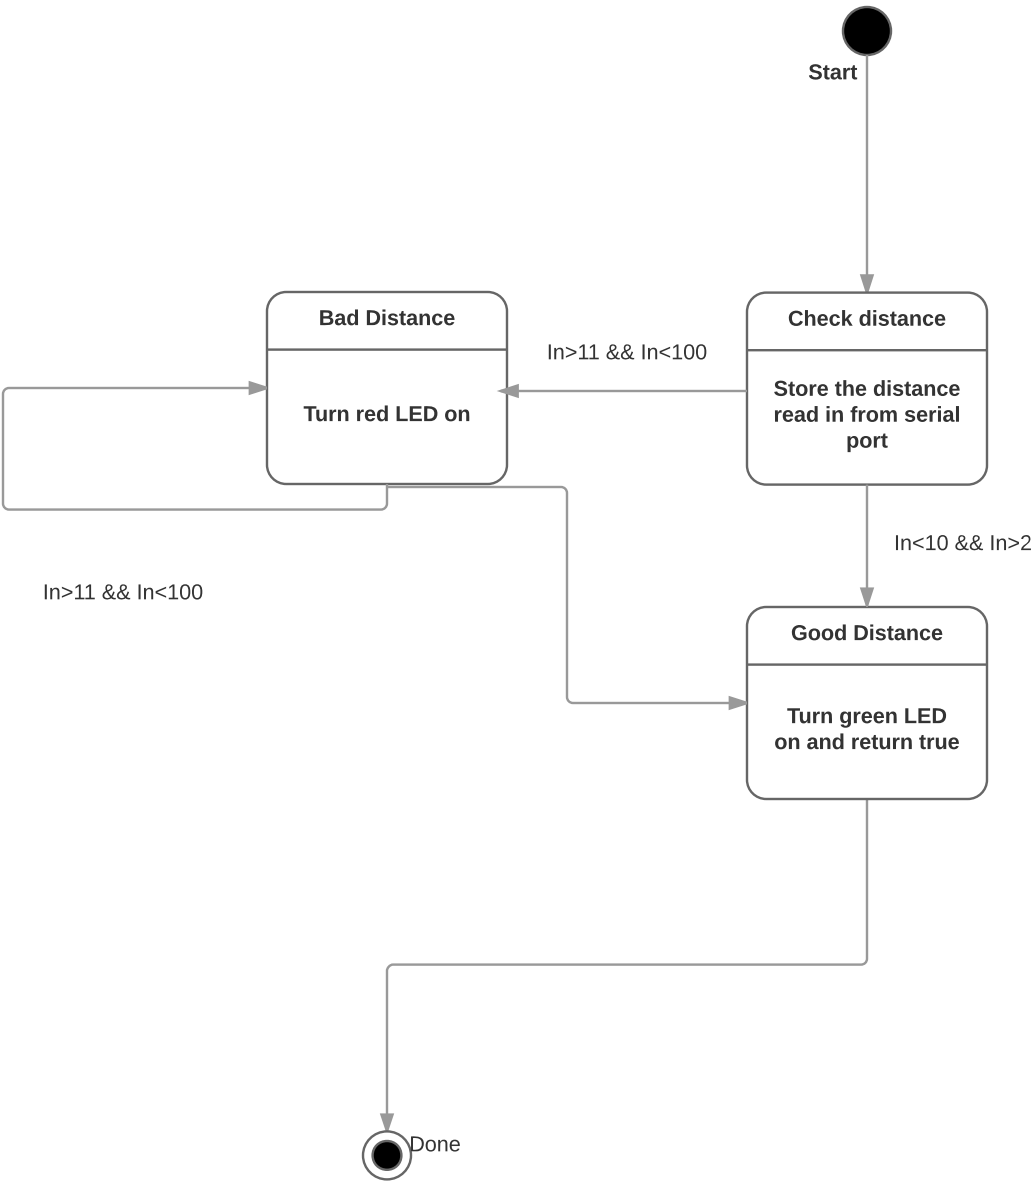 Start
Bad Distance
Turn red LED on
In>11 && In<100
Check distance
Store the distance
read in from serial
port
In<10 && In>2
In>11 && In<100
Good Distance
Turn green LED
on and return true
Done